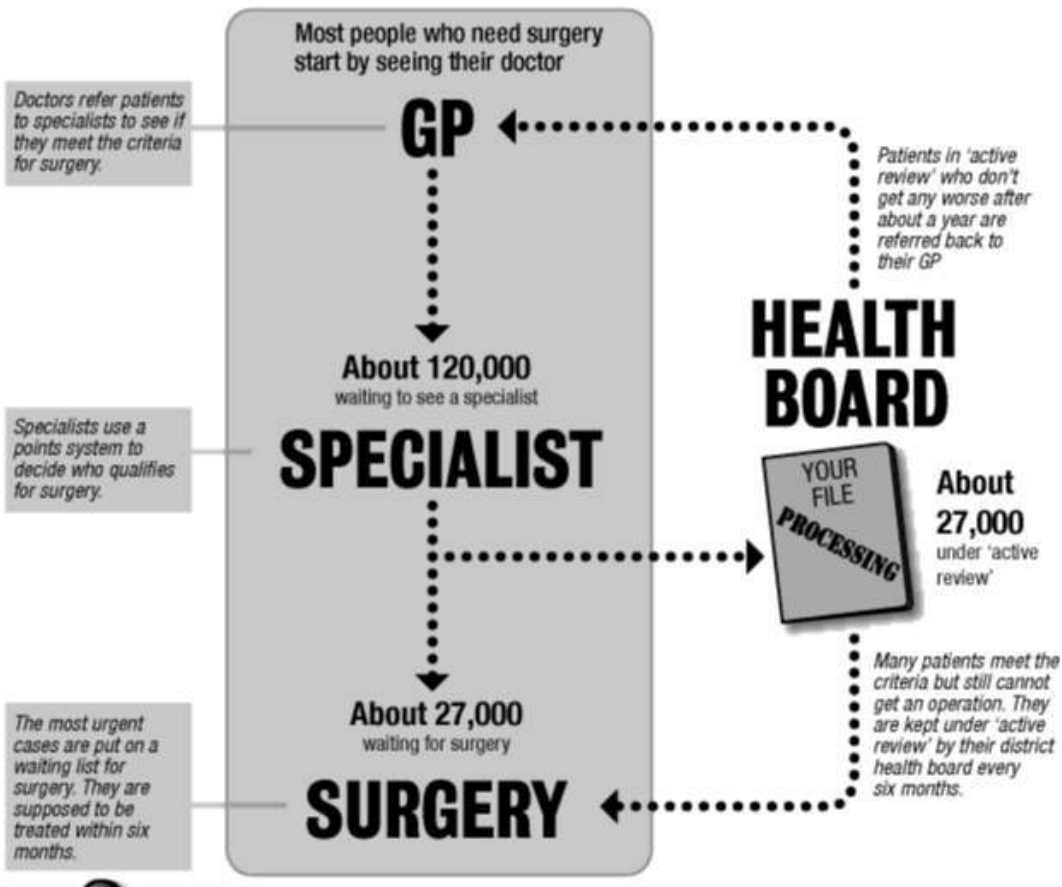 Most people who need surgery
start by seeing their doctor
Doctors refer patients
to specialists to see if
they meet the criteria
for surgery.
GP
Patients in 'active
review' who don't
get any worse after
about a year are
referred back to
their GP
HEALTH
BOARD
About 120,000
waiting to see a specialist
Specialists use a
points system to
decide who qualifies
for surgery.
SPECIALIST
YOUR
FILE
PROCESSING
About
27,000
under 'active
review'
Many patients meet the
criteria but still cannot
get an operation. They
are kept under 'active
review' by their district
health board every
six months.
About 27,000
waiting for surgery
The most urgent
cases are put on a
waiting list for
surgery. They are
supposed to be
treated within six
months.
SURGERY